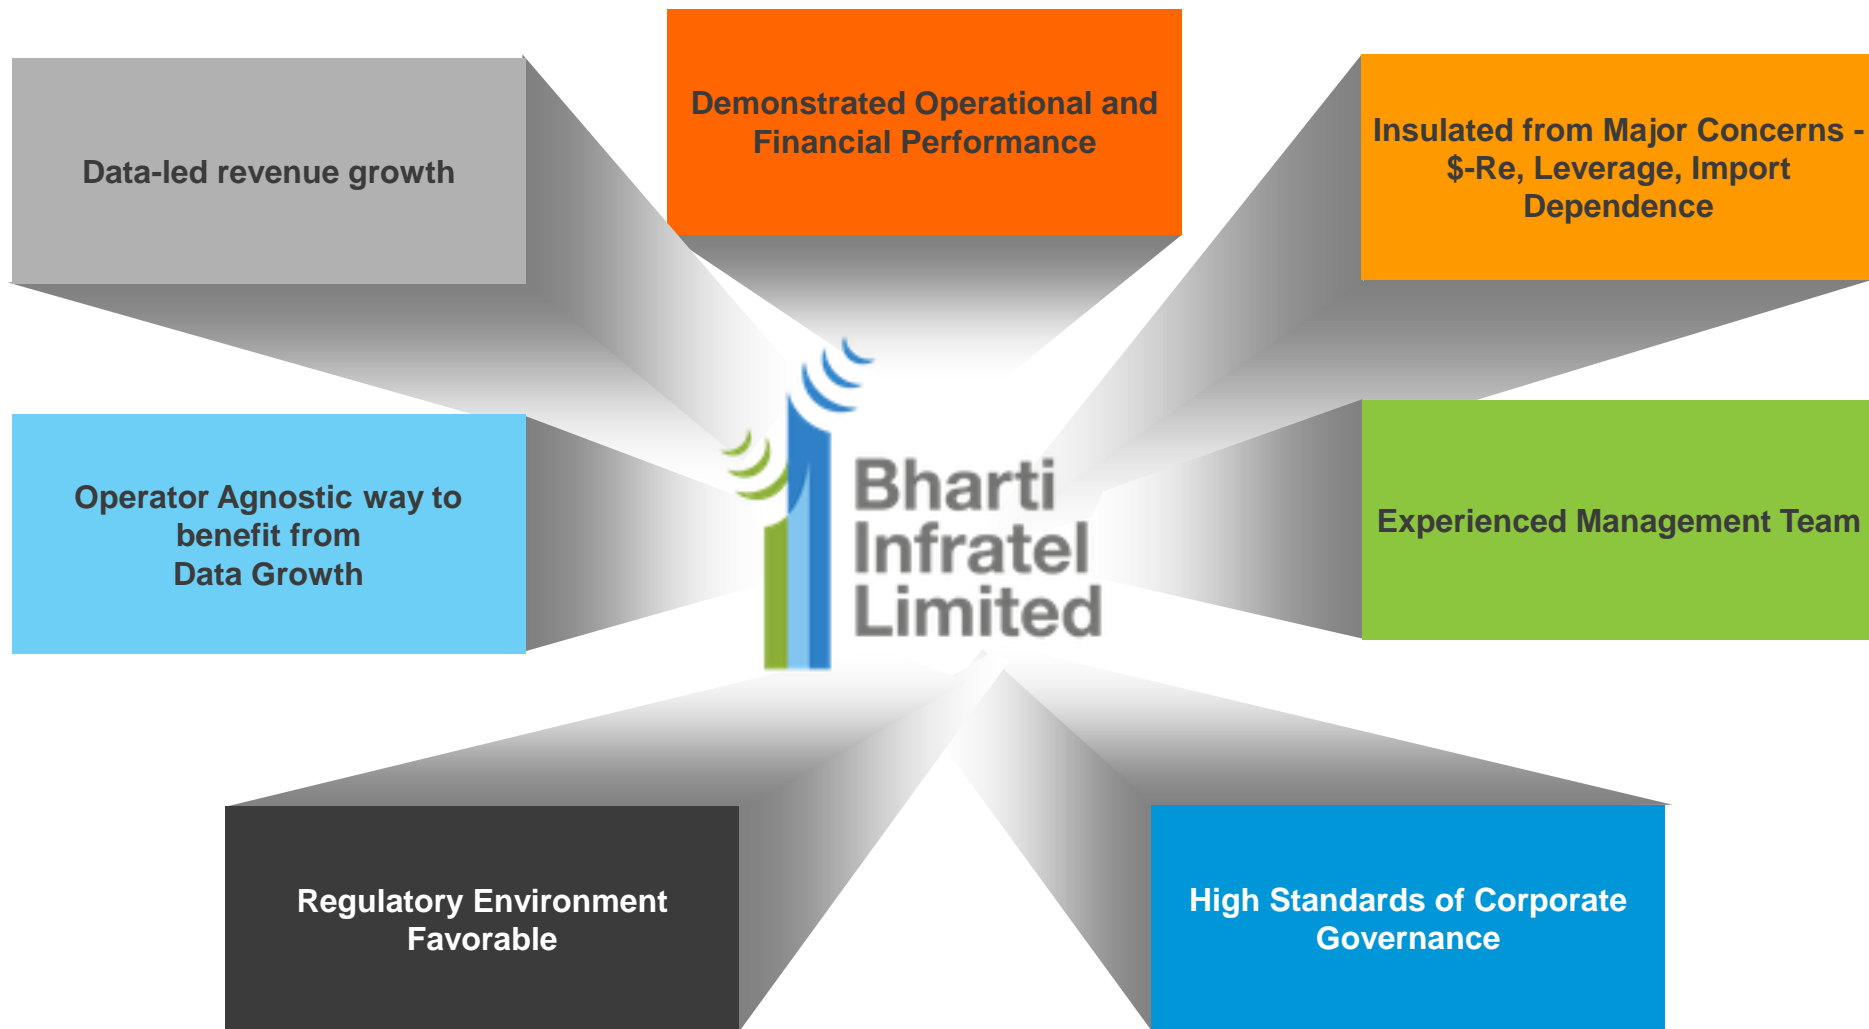 Demonstrated Operational and
Financial Performance
Data-led revenue growth
Insulated from Major Concerns -
$-Re, Leverage, Import
Dependence
Operator Agnostic way to
benefit from
Data Growth
Bharti
Infratel
Limited
Experienced Management Team
Regulatory Environment
Favorable
High Standards of Corporate
Governance